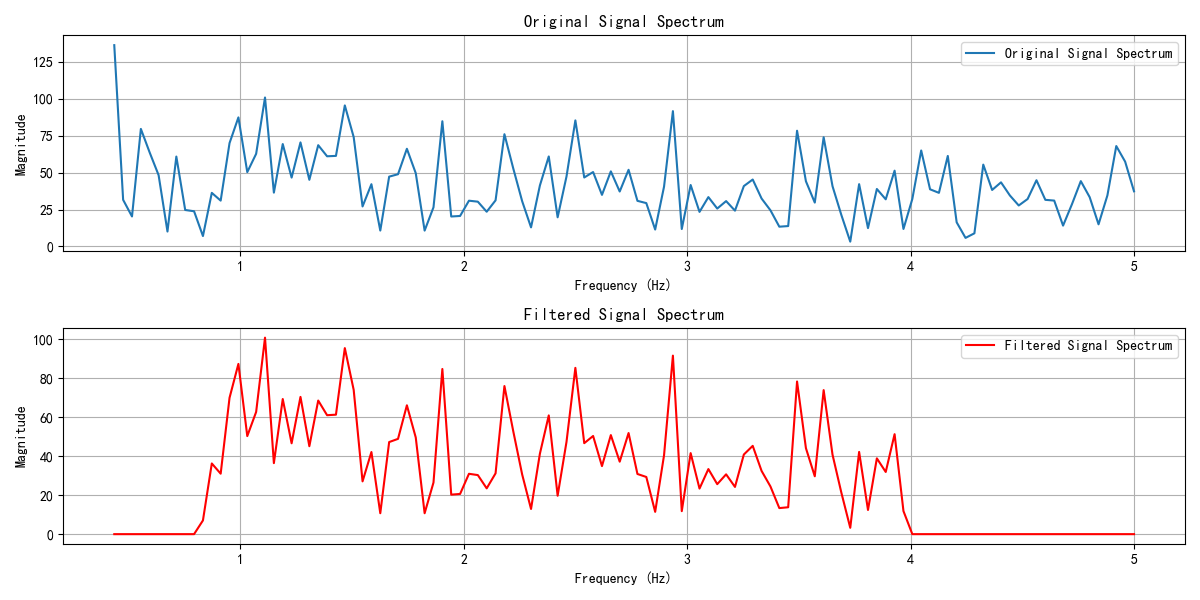 Original Signal Spectrum
Original Signal Spectrum
125
100
75
50
25
0
Magnitude
1 2 3 4 5
Frequency (Hz)
Filtered Signal Spectrum
Filtered Signal Spectrum
100
80
60
40
20
0
Magnitude
1 2 3 4 5
Frequency (Hz)